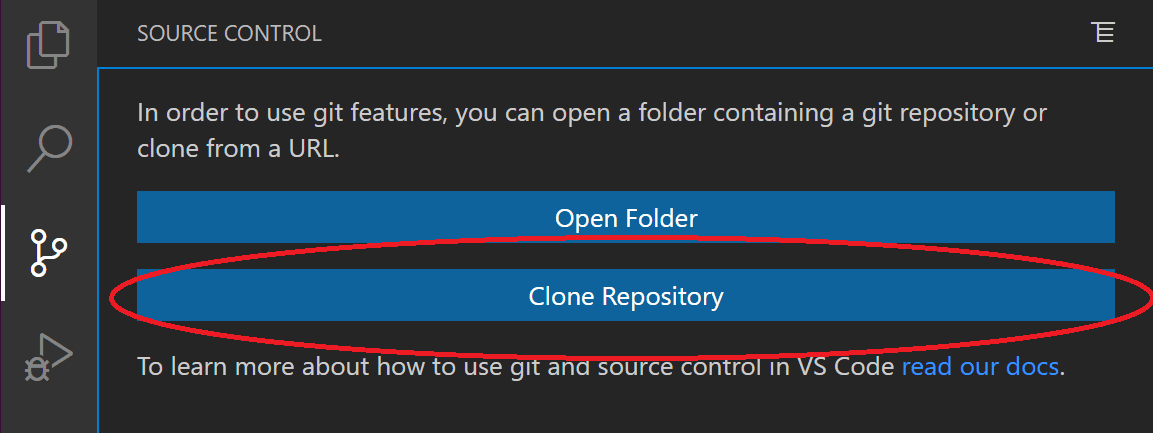 SOURCE CONTROL
In order to use git features, you can open a folder containing a git repository or
clone from a URL.
Open Folder
Clone Repository
To learn more about how to use git and source control in VS Code read our docs.